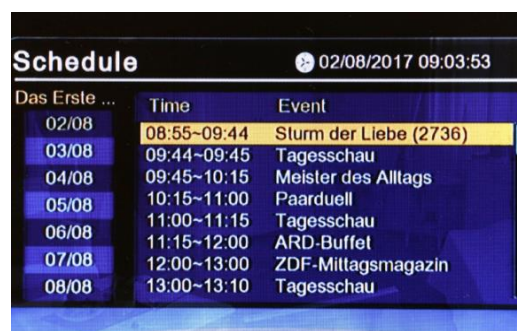 Schedule
02/08/2017 09:03:53
Das Erste ...
02/08
03/08
04/08
05/08
06/08
07/08
08/08
Time Event
08:55~09:44 Sturm der Liebe (2736)
09:44~09:45 Tagesschau
09:45~10:15 Meister des Alltags
10:15~11:00 Paarduell
11:00~11:15 Tagesschau
11:15~12:00 ARD-Buffet
12:00~13:00 ZDF-Mittagsmagazin
13:00~13:10 Tagesschau